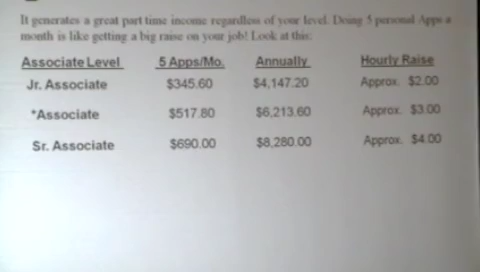 It generates a great part time income regardless of your level. Doing 5 personal Apps a
month is like getting a big raise on your job! Look at this:
Associate Level 5 Apps/Mo. Annually Hourly Raise
Jr. Associate $345.60 $4,147.20 Approx. $2.00
*Associate $517.80 $6,213.60 Approx. $3.00
Sr. Associate $690.00 $8,280.00 Approx. $4.00